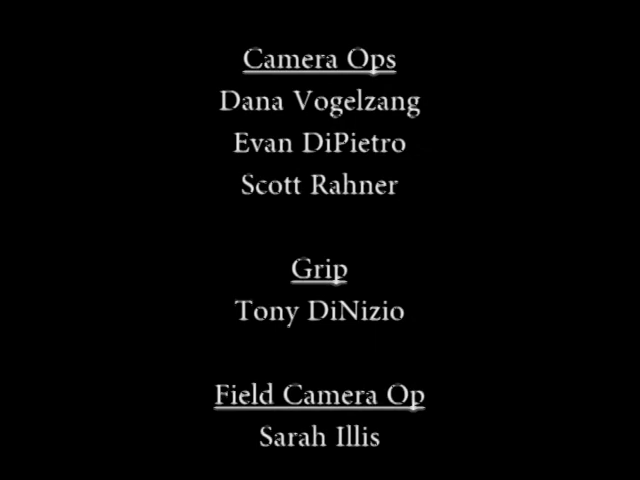 Camera Ops
Dana Vogelzang
Evan DiPietro
Scott Rahner
Grip
Tony DiNizio
Field Camera Op
Sarah Illis